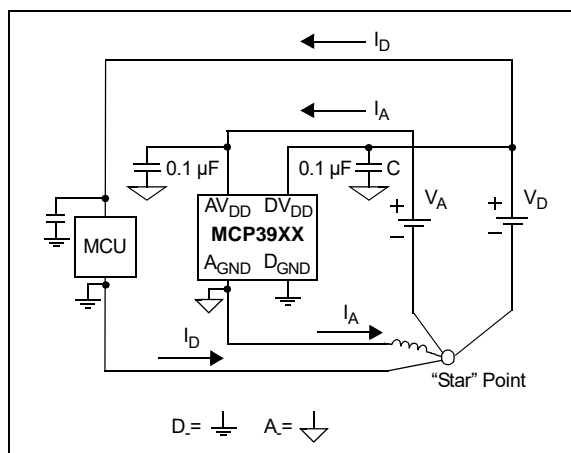 I_D
I_A
0.1 µF
0.1 µF C
V_A
V_D
+
+
–
–
AV_DD DV_DD
MCP39XX
A_GND D_GND
MCU
I_A
I_D
"Star" Point
D_-= A_-=